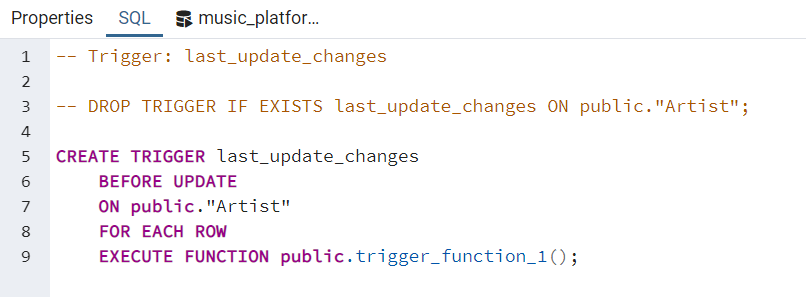 Properties SQL music_platfor...
1 -- Trigger: last_update_changes
2
3 -- DROP TRIGGER IF EXISTS last_update_changes ON public."Artist";
4
5 CREATE TRIGGER last_update_changes
6     BEFORE UPDATE
7     ON public."Artist"
8     FOR EACH ROW
9     EXECUTE FUNCTION public.trigger_function_1();